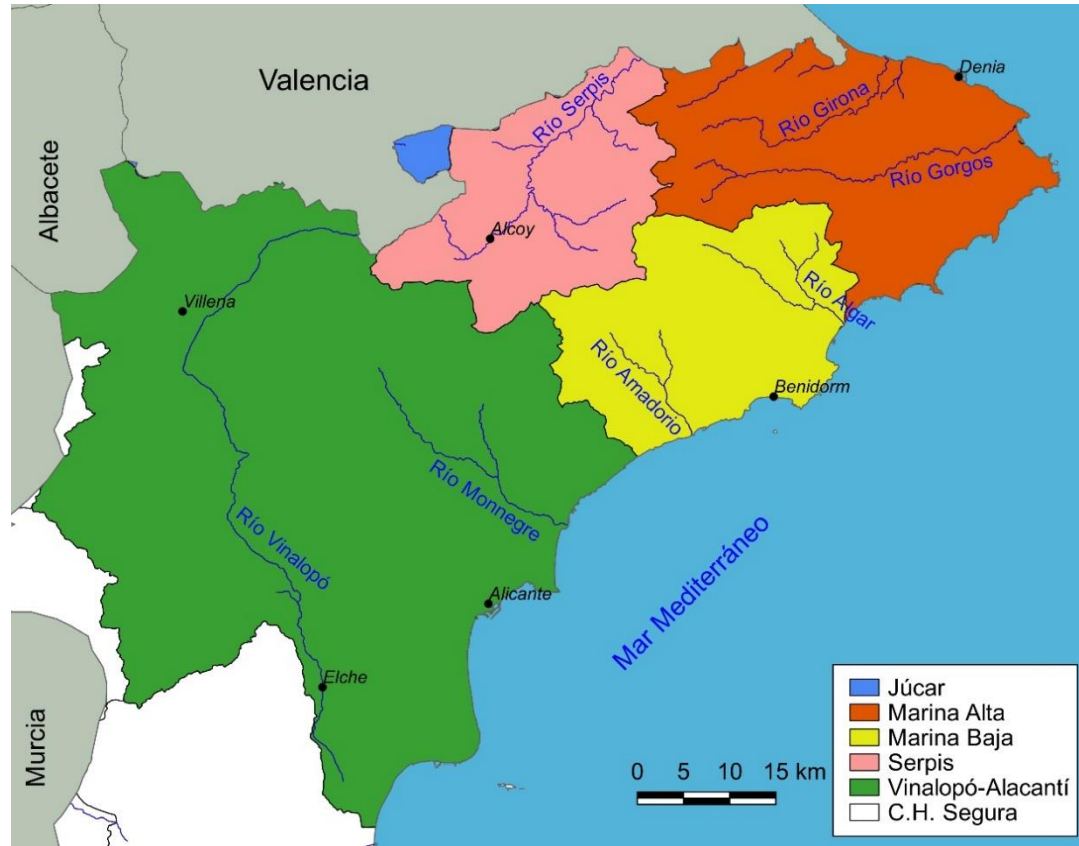 Valencia
Albacete
Murcia
Río Serpis
Denia
Río Girona
Río Gorgos
Alcoy
Villena
Río Algar
Río Amadorio
Benidorm
Río Monnegre
Río Vinalopó
Alicante
Elche
Mar Mediterráneo
0 5 10 15 km
Júcar
Marina Alta
Marina Baja
Serpis
Vinalopó-Alacantí
C.H. Segura